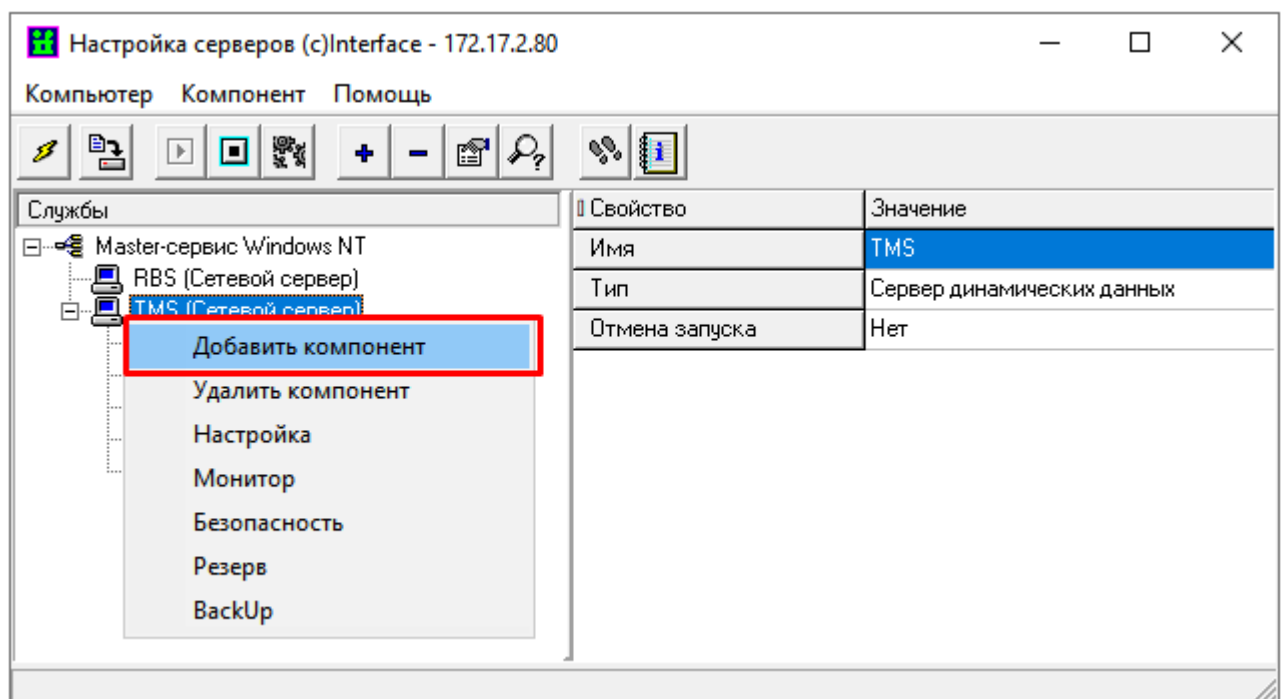 Настройка серверов (c)Interface - 172.17.2.80
Компьютер Компонент Помощь
Службы
Свойство Значение
Master-сервис Windows NT
Имя TMS
RBS (Сетевой сервер)
Тип Сервер динамических данных
TMS (Сетевой сервер)
Отмена запуска Нет
Добавить компонент
Удалить компонент
Настройка
Монитор
Безопасность
Резерв
BackUp